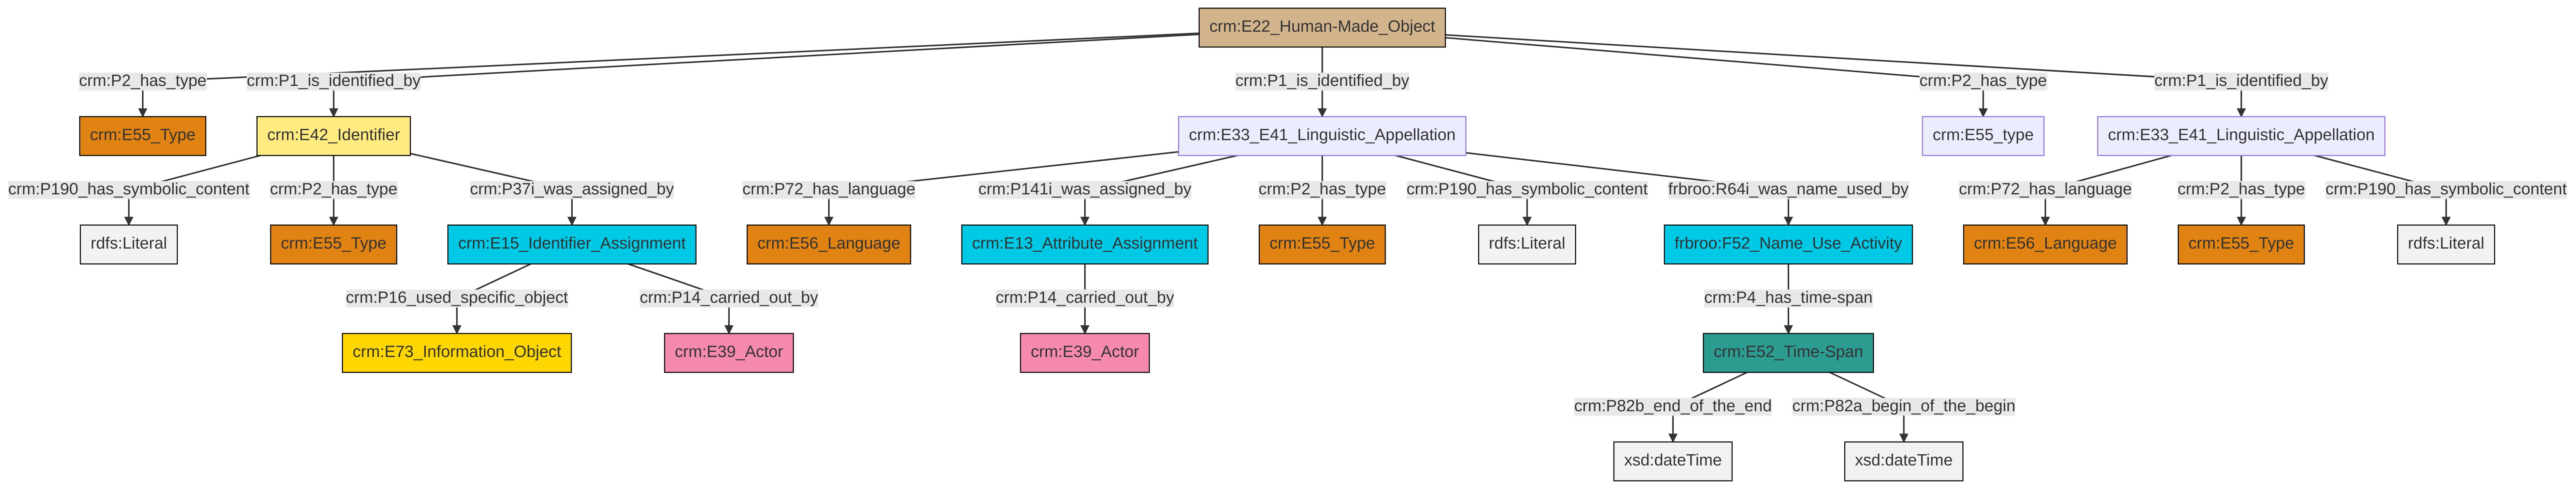 crm:E22_Human-Made_Object
crm:P2_has_type
crm:P1_is_identified_by
crm:P1_is_identified_by
crm:P2_has_type
crm:P1_is_identified_by
crm:E55_Type
crm:E42_Identifier
crm:E33_E41_Linguistic_Appellation
crm:E55_type
crm:E33_E41_Linguistic_Appellation
crm:P190_has_symbolic_content
crm:P2_has_type
crm:P37i_was_assigned_by
crm:P72_has_language
crm:P141i_was_assigned_by
crm:P2_has_type
crm:P190_has_symbolic_content
frbroo:R64i_was_name_used_by
crm:P72_has_language
crm:P2_has_type
crm:P190_has_symbolic_content
rdfs:Literal
crm:E55_Type
crm:E15_Identifier_Assignment
crm:E56_Language
crm:E13_Attribute_Assignment
crm:E55_Type
rdfs:Literal
frbroo:F52_Name_Use_Activity
crm:E56_Language
crm:E55_Type
rdfs:Literal
crm:P16_used_specific_object
crm:P14_carried_out_by
crm:P14_carried_out_by
crm:P4_has_time-span
crm:E73_Information_Object
crm:E39_Actor
crm:E39_Actor
crm:E52_Time-Span
crm:P82b_end_of_the_end
crm:P82a_begin_of_the_begin
xsd:dateTime
xsd:dateTime